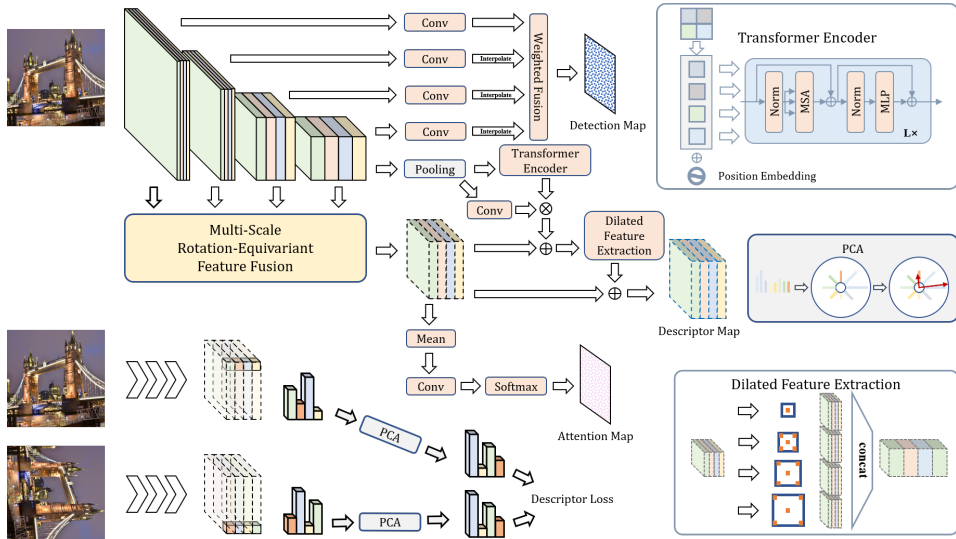 Conv
Conv
Interpolate
Conv
Interpolate
Conv
Interpolate
Weighted Fusion
Detection Map
Pooling
Transformer
Encoder
Conv
Multi-Scale
Rotation-Equivariant
Feature Fusion
Dilated
Feature
Extraction
Descriptor Map
Mean
Conv
Softmax
Attention Map
PCA
PCA
Descriptor Loss
Transformer Encoder
Norm
MSA
Norm
MLP
L×
Position Embedding
PCA
Dilated Feature Extraction
concat